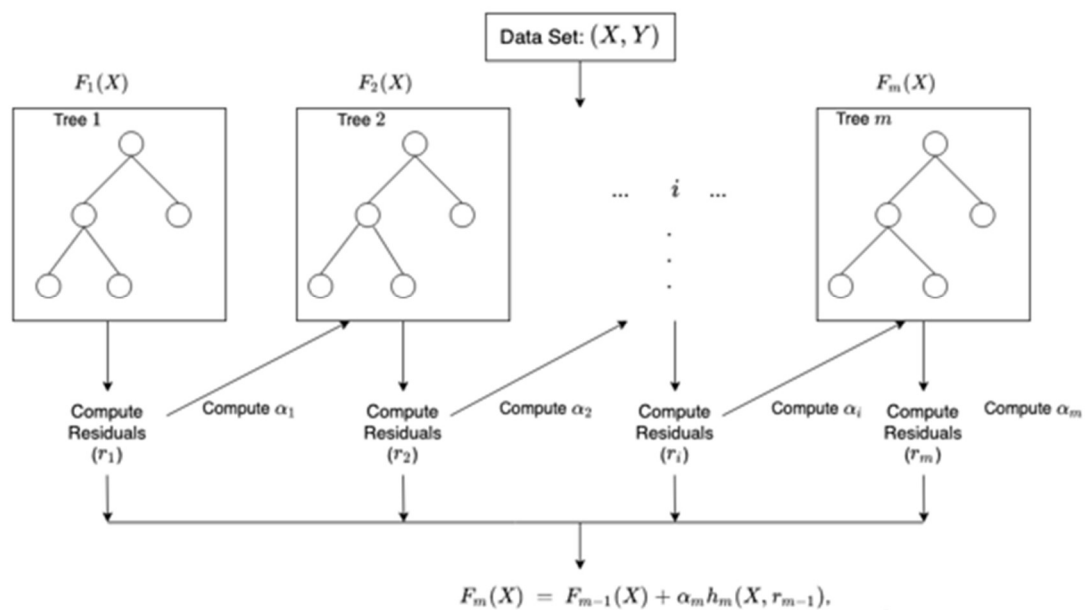 Data Set: (X, Y)
F₁(X)
F₂(X)
Fₘ(X)
Tree 1
Tree 2
Tree m
... i ...
.
.
.
Compute
Residuals
(r₁)
Compute α₁
Compute
Residuals
(r₂)
Compute α₂
Compute
Residuals
(rᵢ)
Compute αᵢ
Compute
Residuals
(rₘ)
Compute αₘ
Fₘ(X) = Fₘ₋₁(X) + αₘhₘ(X, rₘ₋₁),